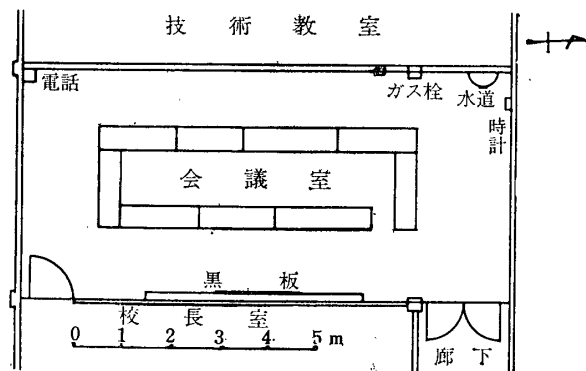 技術教室
電話
ガス栓
水道
時計
会議室
黒板
校長室
0 1 2 3 4 5 m
廊下